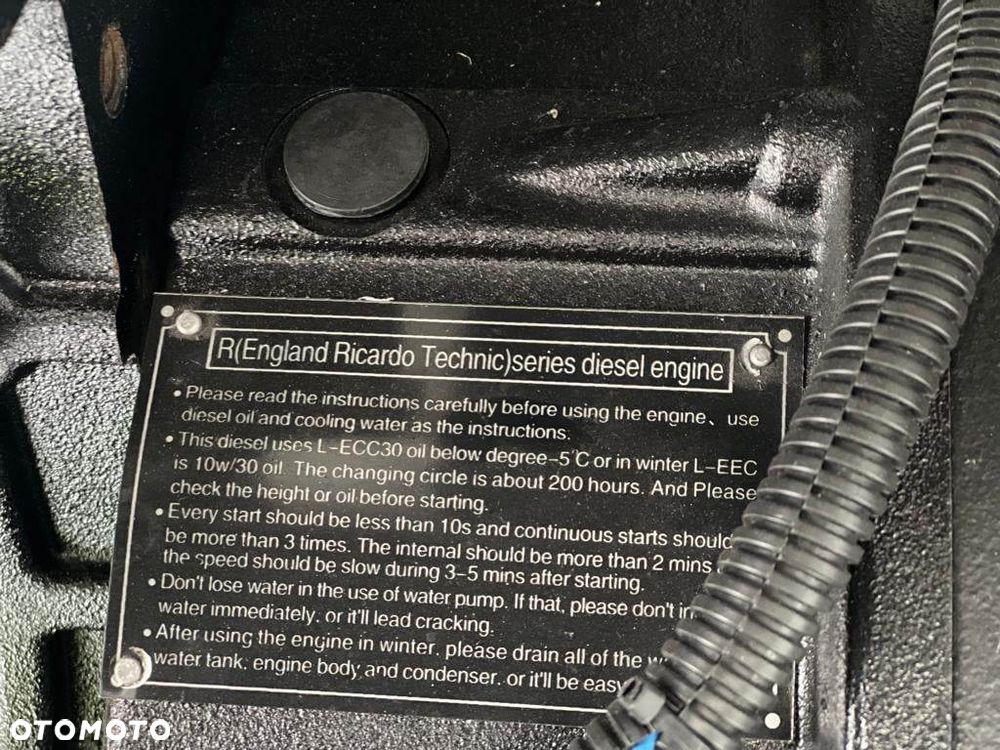 R(England Ricardo Technic)series diesel engine
• Please read the instructions carefully before using the engine、use
diesel oil and cooling water as the instructions.
• This diesel uses L-ECC30 oil below degree-5℃ or in winter L-EEC
is 10w/30 oil. The changing circle is about 200 hours. And Please
check the height or oil before starting.
• Every start should be less than 10s and continuous starts should
be more than 3 times. The internal should be more than 2 mins
the speed should be slow during 3-5 mins after starting.
• Don't lose water in the use of water pump. If that, please don't
water immediately. or it'll lead cracking.
• After using the engine in winter. please drain all of the
water tank. engine body and condenser. or it'll be easy
OTOMOTO